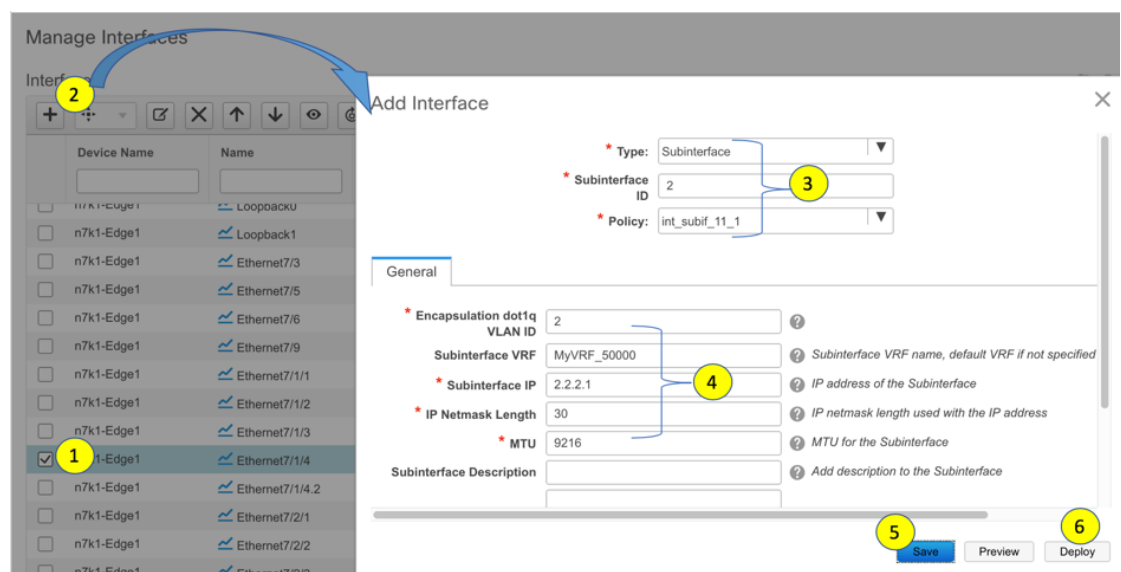 Manage Interfaces
Interf
2
Add Interface
Device Name
Name
n7k1-Edge1
Loopback0
n7k1-Edge1
Loopback1
n7k1-Edge1
Ethernet7/3
n7k1-Edge1
Ethernet7/5
n7k1-Edge1
Ethernet7/6
n7k1-Edge1
Ethernet7/9
n7k1-Edge1
Ethernet7/1/1
n7k1-Edge1
Ethernet7/1/2
n7k1-Edge1
Ethernet7/1/3
1
1-Edge1
Ethernet7/1/4
n7k1-Edge1
Ethernet7/1/4.2
n7k1-Edge1
Ethernet7/2/1
n7k1-Edge1
Ethernet7/2/2
n7k1-Edge1
* Type: Subinterface
* Subinterface
ID 2
3
* Policy: int_subif_11_1
General
* Encapsulation dot1q
VLAN ID 2
Subinterface VRF MyVRF_50000 Subinterface VRF name, default VRF if not specified
* Subinterface IP 2.2.2.1 IP address of the Subinterface
4
* IP Netmask Length 30 IP netmask length used with the IP address
* MTU 9216 MTU for the Subinterface
Subinterface Description Add description to the Subinterface
5
6
Save
Preview
Deploy